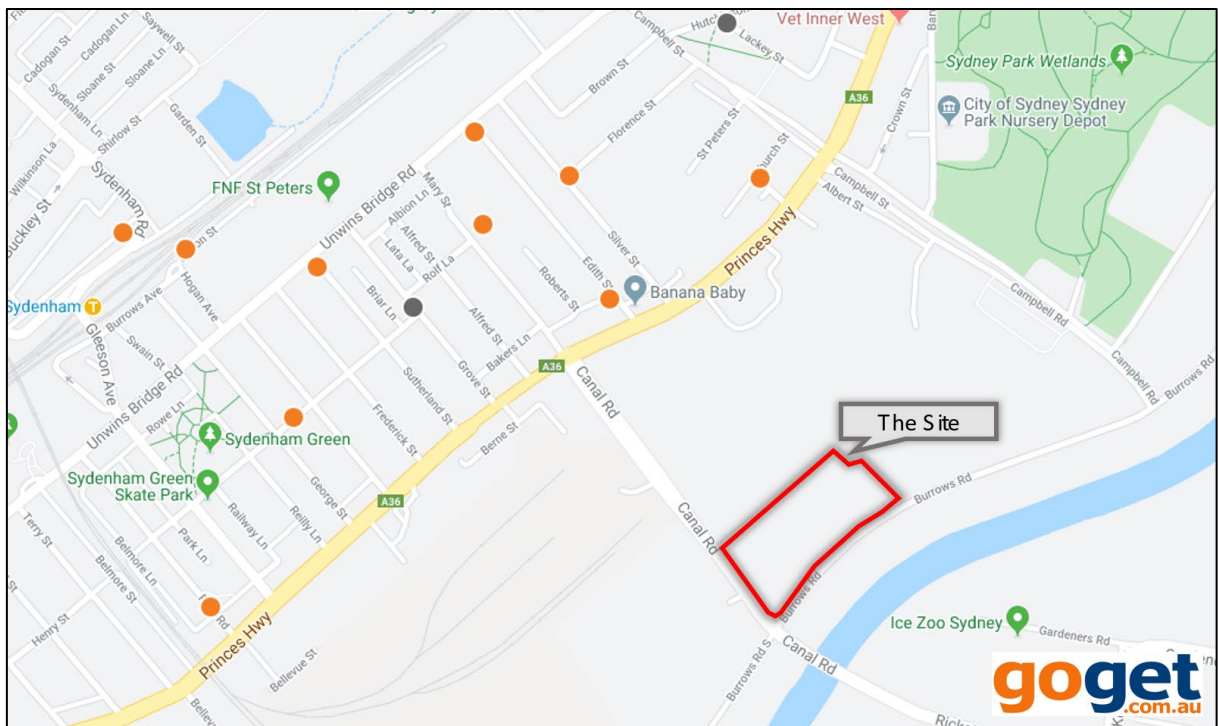 Vet Inner West
Hutch
Lackey St
Campbell St
Cadogan St
Saywell St
Cadogan Ln
Sloane St
Sloane Ln
Sydenham Ln
Shirlow St
Garden St
Wilkinson La
Buckley St
Sydenham Rd
Brown St
Florence St
St Peters St
Church St
A36
Crown St
Sydney Park Wetlands
City of Sydney Sydney
Park Nursery Depot
Campbell St
Albert St
FNF St Peters
Unwins Bridge Rd
Mary St
Albion Ln
Alfred St
Lata La
Rolf La
Briar Ln
Silver St
Edith St
Roberts St
Banana Baby
Princes Hwy
Campbell Rd
Campbell Rd
Burrows Rd
Sydenham
T
Burrows Ave
Hogan Ave
Gleeson Ave
Swain St
Unwins Bridge Rd
Rowe Ln
Alfred St
Bakers Ln
Grove St
Sutherland St
Frederick St
Berne St
A36
Canal Rd
The Site
Sydenham Green
Sydenham Green
Skate Park
George St
Reilly Ln
Railway Ln
Park Ln
A36
Terry St
Belmore Ln
Belmore St
Henry St
Princes Hwy
Bellevue St
Canal Rd
Burrows Rd
Burrows Rd
Burrows Rd S
Canal Rd
Ice Zoo Sydney
Gardeners Rd
goget
.com.au